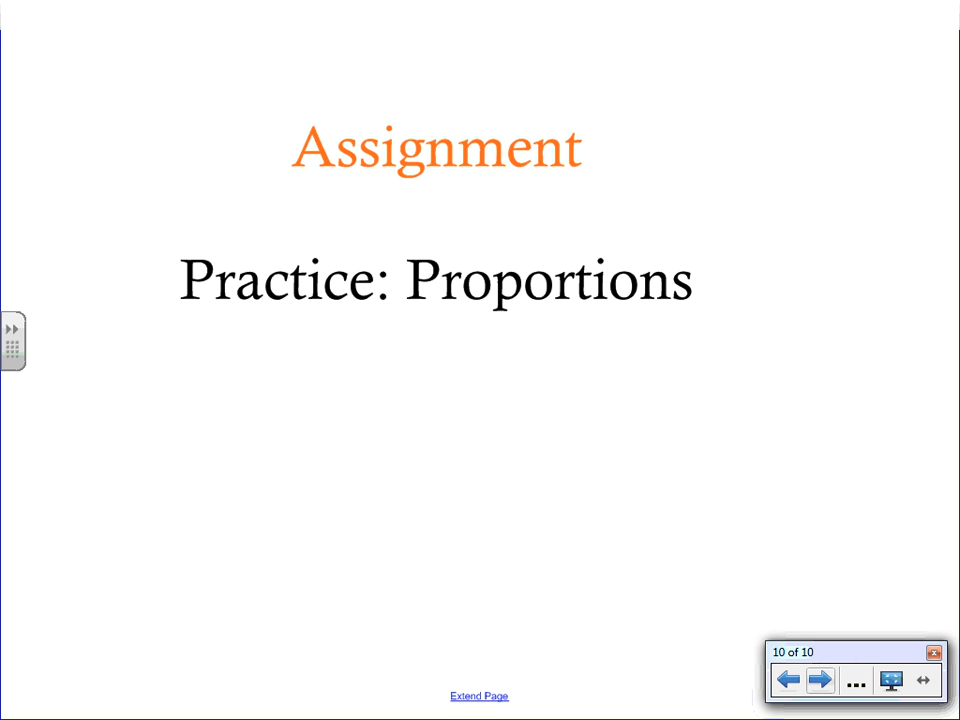 Assignment
Practice: Proportions
10 of 10
...
Extend Page